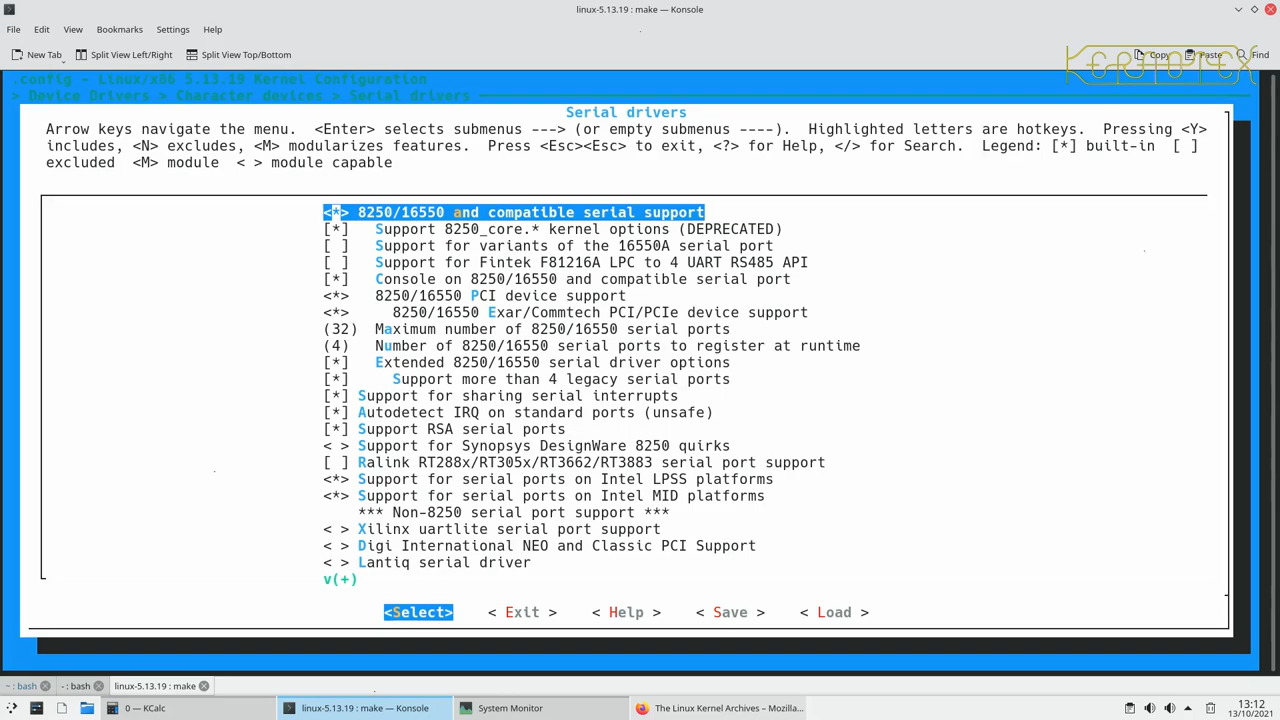 linux-5.13.19 : make — Konsole
File Edit View Bookmarks Settings Help
New Tab Split View Left/Right Split View Top/Bottom Copy Paste Find
KERNOTEX
.config - Linux/x86 5.13.19 Kernel Configuration
> Device Drivers > Character devices > Serial drivers
Serial drivers
Arrow keys navigate the menu. <Enter> selects submenus ---> (or empty submenus ----). Highlighted letters are hotkeys. Pressing <Y>
includes, <N> excludes, <M> modularizes features. Press <Esc><Esc> to exit, <?> for Help, </> for Search. Legend: [*] built-in [ ]
excluded <M> module < > module capable
<*> 8250/16550 and compatible serial support
[*] Support 8250_core.* kernel options (DEPRECATED)
[ ] Support for variants of the 16550A serial port
[ ] Support for Fintek F81216A LPC to 4 UART RS485 API
[*] Console on 8250/16550 and compatible serial port
<*> 8250/16550 PCI device support
<*> 8250/16550 Exar/Commtech PCI/PCIe device support
(32) Maximum number of 8250/16550 serial ports
(4) Number of 8250/16550 serial ports to register at runtime
[*] Extended 8250/16550 serial driver options
[*] Support more than 4 legacy serial ports
[*] Support for sharing serial interrupts
[*] Autodetect IRQ on standard ports (unsafe)
[*] Support RSA serial ports
< > Support for Synopsys DesignWare 8250 quirks
[ ] Ralink RT288x/RT305x/RT3662/RT3883 serial port support
<*> Support for serial ports on Intel LPSS platforms
<*> Support for serial ports on Intel MID platforms
*** Non-8250 serial port support ***
< > Xilinx uartlite serial port support
< > Digi International NEO and Classic PCI Support
< > Lantiq serial driver
v(+)
<Select> < Exit > < Help > < Save > < Load >
~ : bash - : bash linux-5.13.19 : make
0 — KCalc linux-5.13.19 : make — Konsole System Monitor The Linux Kernel Archives – Mozilla... 13:12
13/10/2021